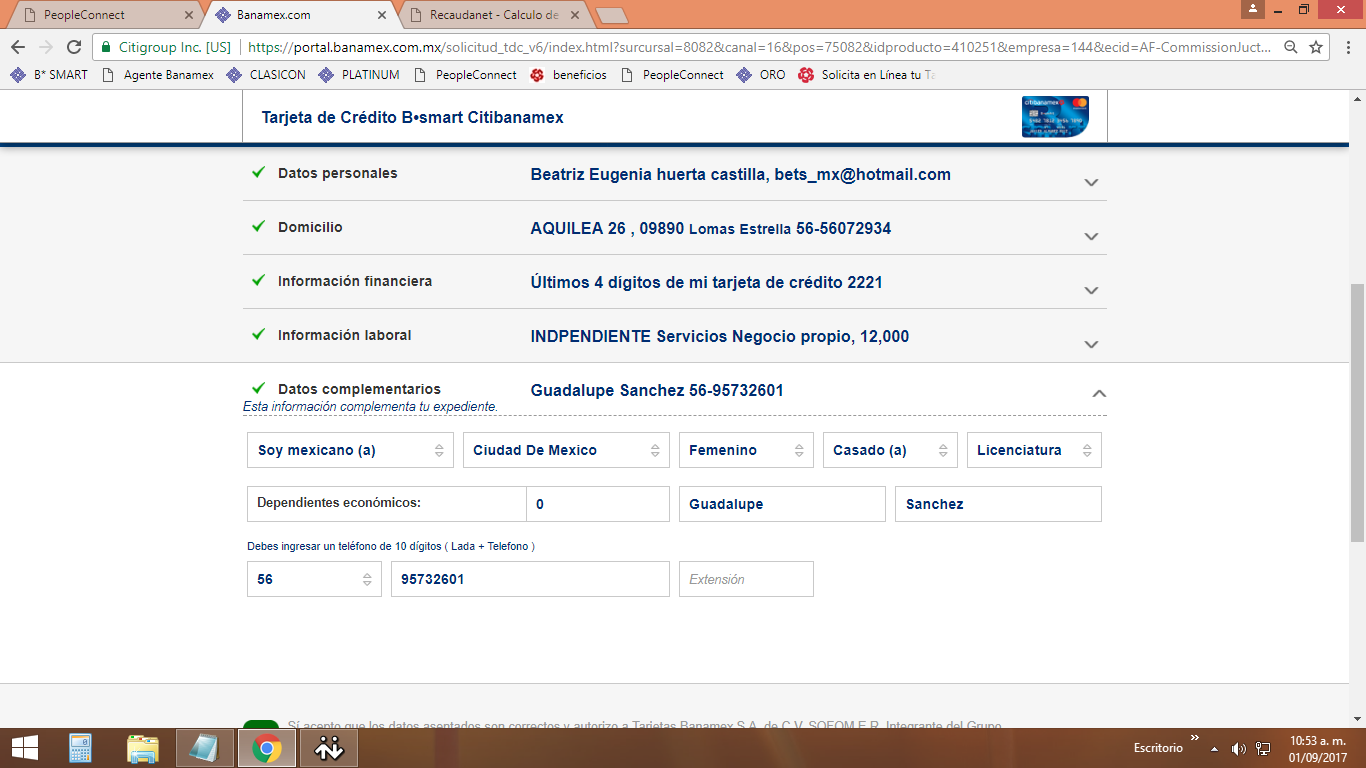 PeopleConnect
Banamex.com
Recaudanet - Calculo de
Citigroup Inc. [US] https://portal.banamex.com.mx/solicitud_tdc_v6/index.html?surcursal=8082&canal=16&pos=75082&idproducto=410251&empresa=144&ecid=AF-CommissionJuct...
B* SMART Agente Banamex CLASICON PLATINUM PeopleConnect beneficios PeopleConnect ORO Solicita en Línea tu Ta
Tarjeta de Crédito B•smart Citibanamex
citibanamex
Datos personales Beatriz Eugenia huerta castilla, bets_mx@hotmail.com
Domicilio AQUILEA 26 , 09890 Lomas Estrella 56-56072934
Información financiera Últimos 4 dígitos de mi tarjeta de crédito 2221
Información laboral INDPENDIENTE Servicios Negocio propio, 12,000
Datos complementarios Guadalupe Sanchez 56-95732601
Esta información complementa tu expediente.
Soy mexicano (a) Ciudad De Mexico Femenino Casado (a) Licenciatura
Dependientes económicos: 0 Guadalupe Sanchez
Debes ingresar un teléfono de 10 dígitos ( Lada + Telefono )
56 95732601 Extensión
Sí acepto que los datos asentados son correctos y autorizo a Tarjetas Banamex S.A. de C.V. SOFOM E.R. Integrante del Grupo
Escritorio » 10:53 a. m.
01/09/2017